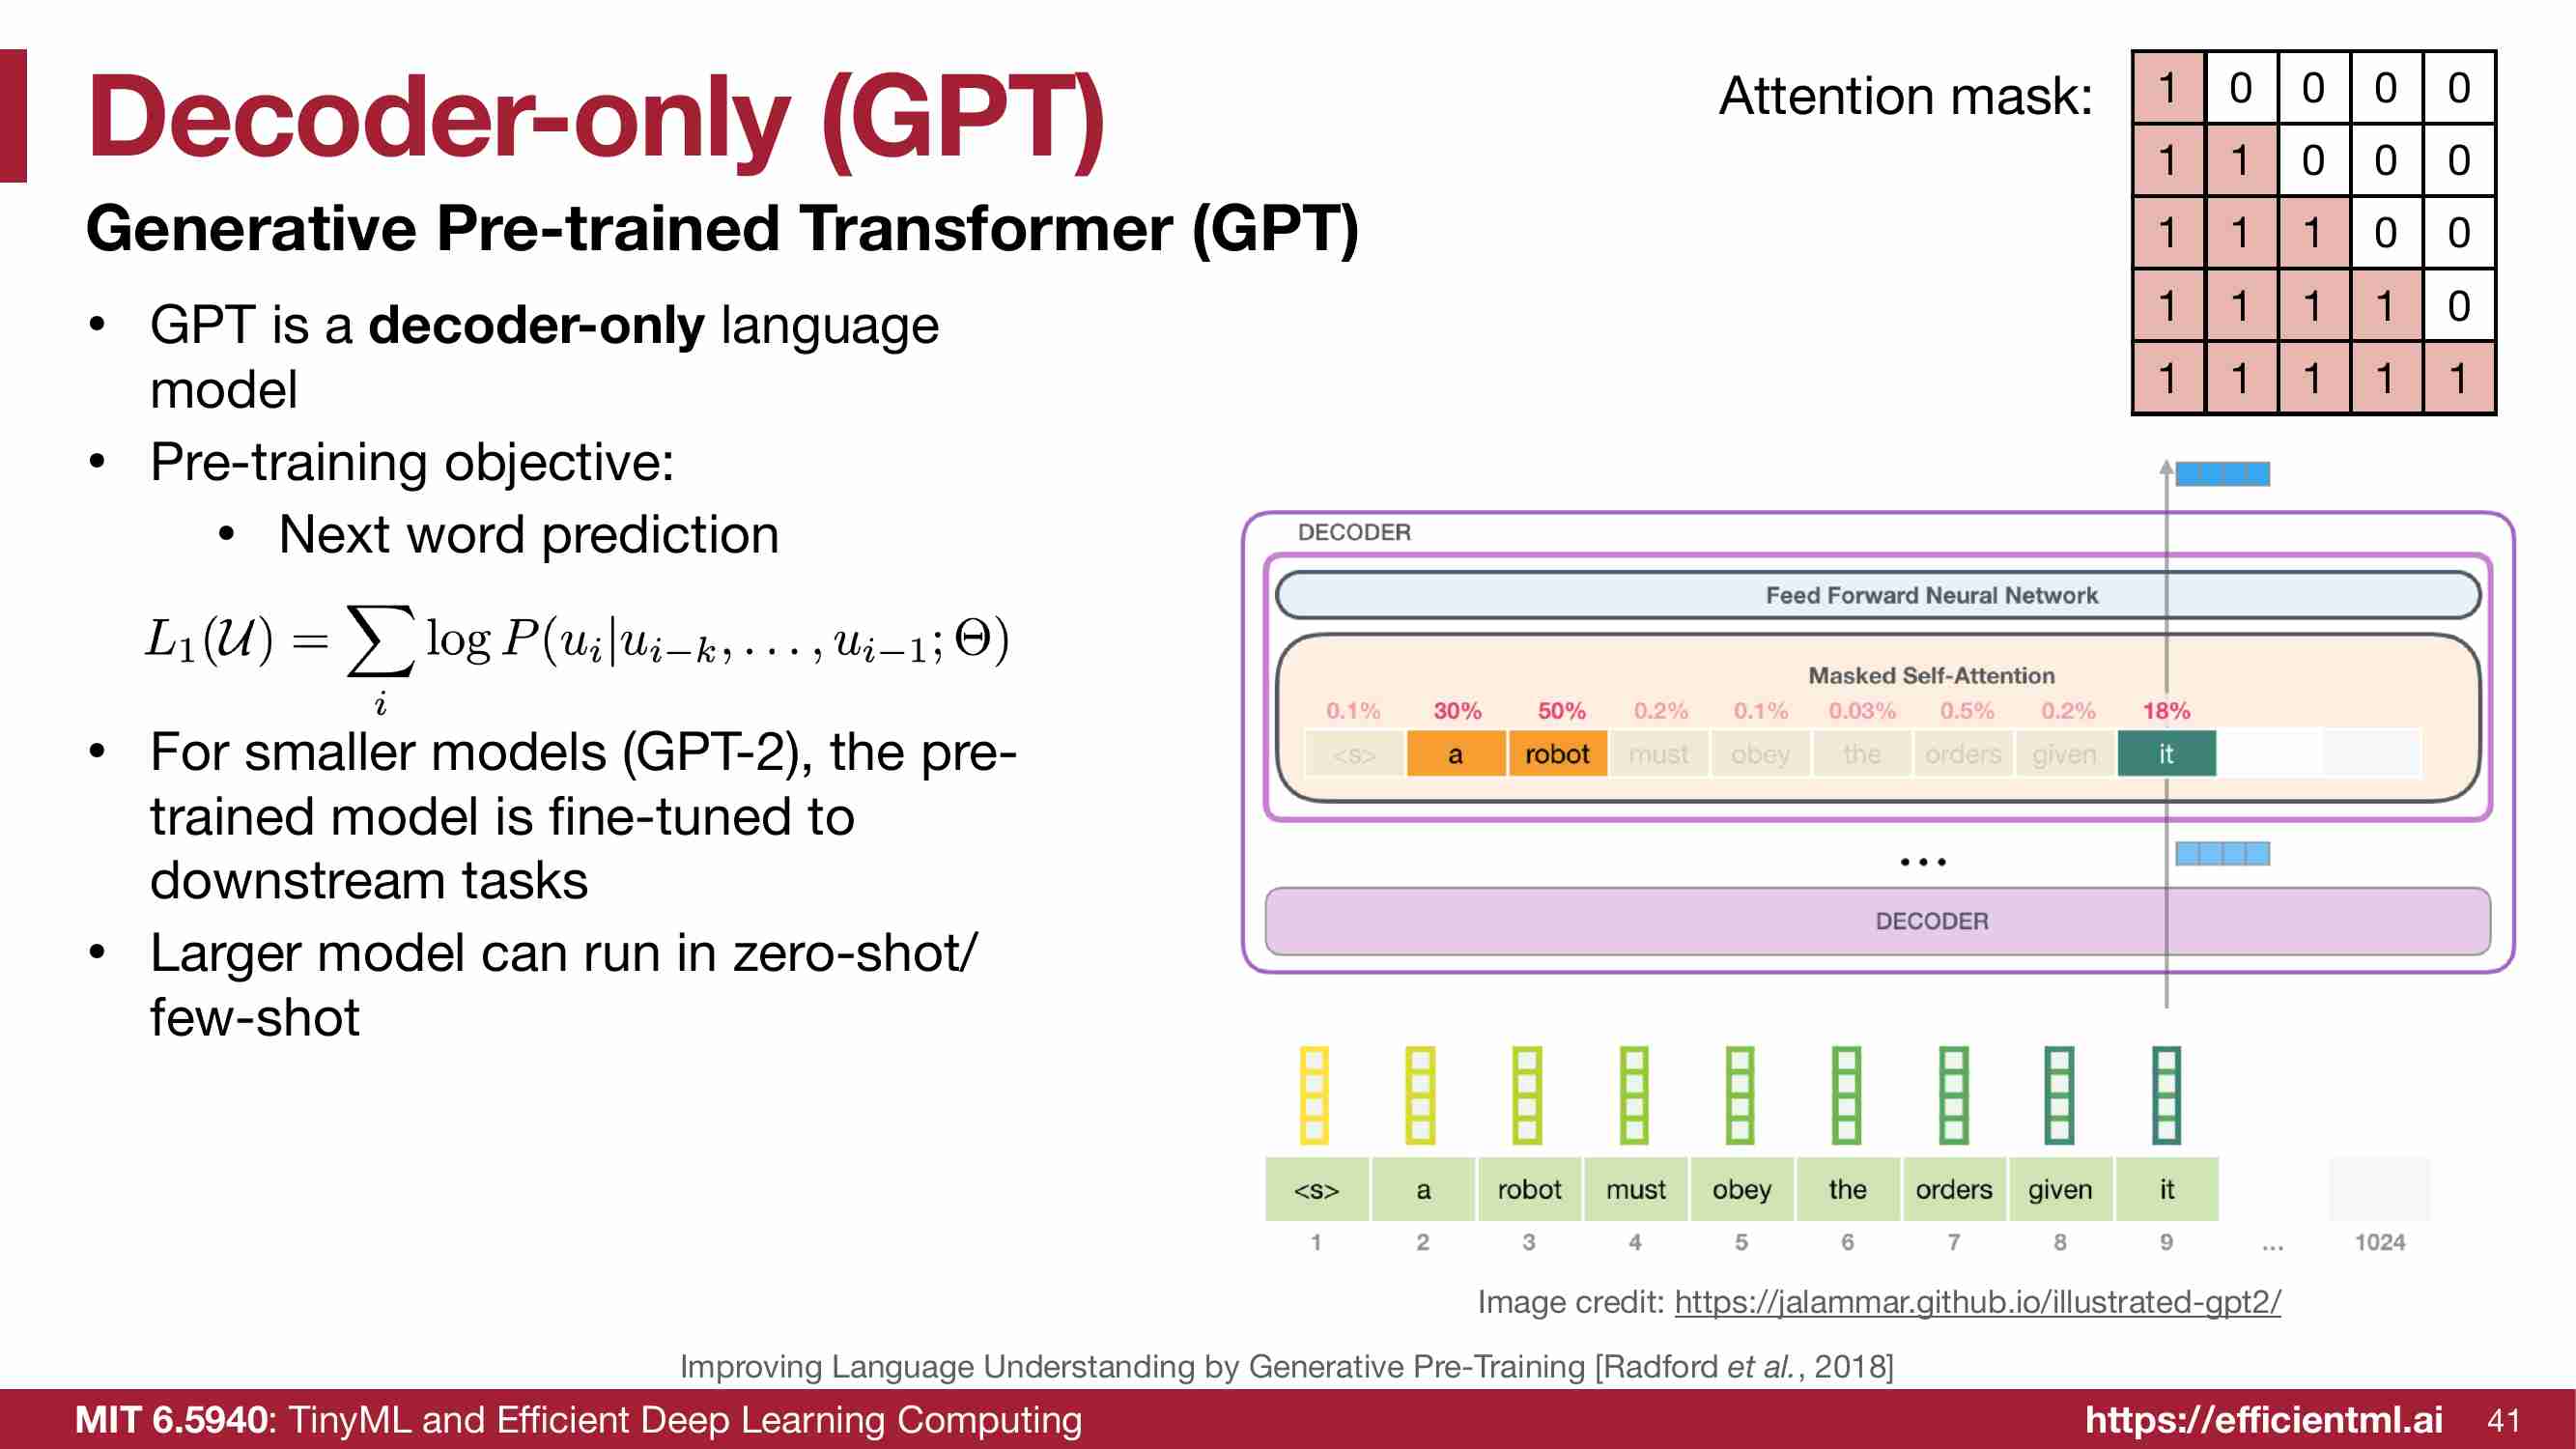 Decoder-only (GPT)
Generative Pre-trained Transformer (GPT)
• GPT is a decoder-only language
model
• Pre-training objective:
• Next word prediction
L₁(𝒰) = ∑ᵢ log P(uᵢ|uᵢ₋ₖ, . . . , uᵢ₋₁; Θ)
• For smaller models (GPT-2), the pre-
trained model is fine-tuned to
downstream tasks
• Larger model can run in zero-shot/
few-shot
Attention mask:
1 0 0 0 0
1 1 0 0 0
1 1 1 0 0
1 1 1 1 0
1 1 1 1 1
DECODER
Feed Forward Neural Network
Masked Self-Attention
0.1% 30% 50% 0.2% 0.1% 0.03% 0.5% 0.2% 18%
<s> a robot must obey the orders given it
...
DECODER
<s> a robot must obey the orders given it
1 2 3 4 5 6 7 8 9 ... 1024
Image credit: https://jalammar.github.io/illustrated-gpt2/
Improving Language Understanding by Generative Pre-Training [Radford et al., 2018]
MIT 6.5940: TinyML and Efficient Deep Learning Computing
https://efficientml.ai 41